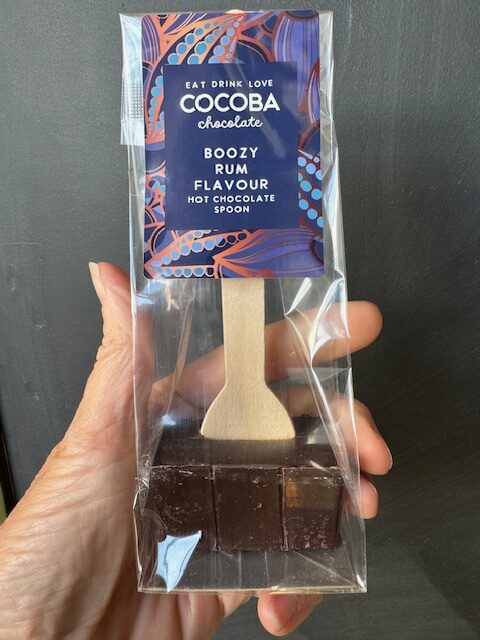 EAT DRINK LOVE
COCOBA
chocolate
BOOZY
RUM
FLAVOUR
HOT CHOCOLATE
SPOON